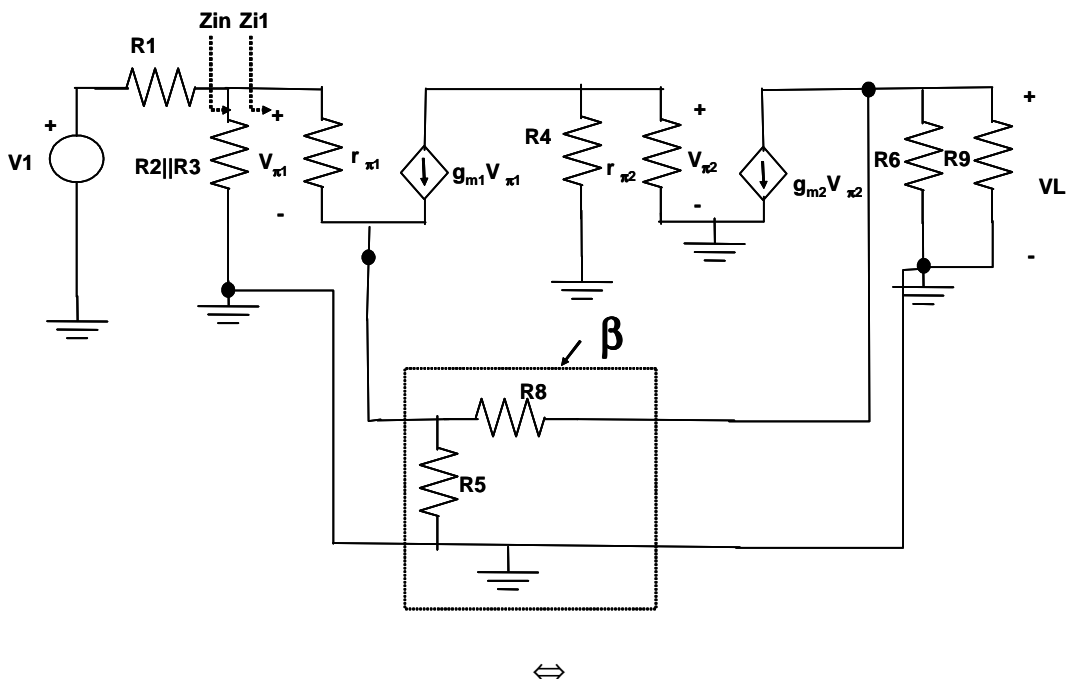 Zin Zi1
R1
+
V1
R2||R3
+
Vπ1
-
rπ1
gm1Vπ1
R4
rπ2
+
Vπ2
-
gm2Vπ2
R6
R9
+
VL
-
β
R8
R5
⇔